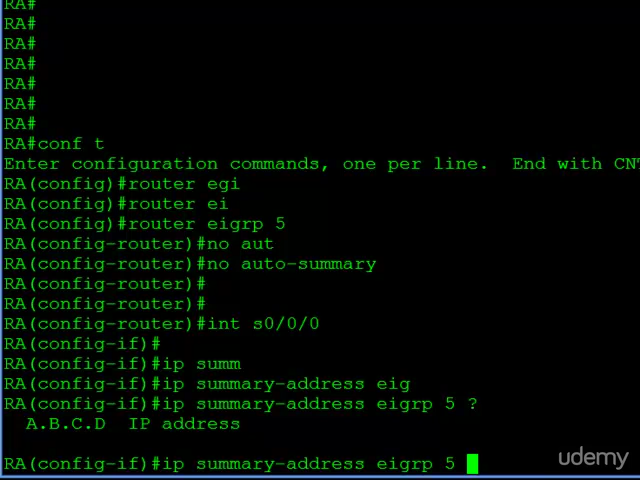 RA#
RA#
RA#
RA#
RA#
RA#
RA#
RA#conf t
Enter configuration commands, one per line.  End with CNT
RA(config)#router egi
RA(config)#router ei
RA(config)#router eigrp 5
RA(config-router)#no aut
RA(config-router)#no auto-summary
RA(config-router)#
RA(config-router)#
RA(config-router)#int s0/0/0
RA(config-if)#
RA(config-if)#ip summ
RA(config-if)#ip summary-address eig
RA(config-if)#ip summary-address eigrp 5 ?
  A.B.C.D  IP address
RA(config-if)#ip summary-address eigrp 5
udemy